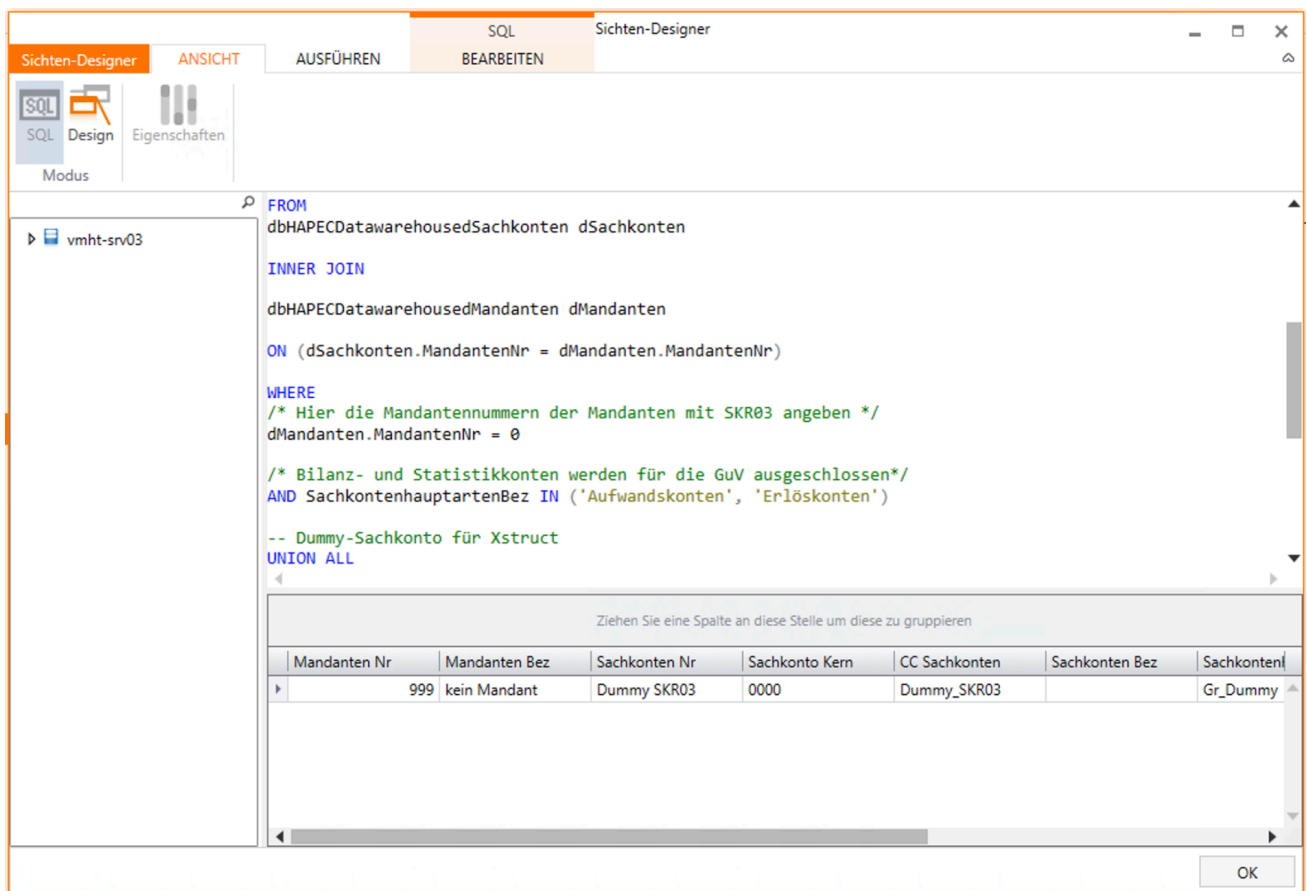 SQL
Sichten-Designer
Sichten-Designer
ANSICHT
AUSFÜHREN
BEARBEITEN
SQL
SQL
Design
Eigenschaften
Modus
vmht-srv03
FROM
dbHAPECDatawarehousedSachkonten dSachkonten
INNER JOIN
dbHAPECDatawarehousedMandanten dMandanten
ON (dSachkonten.MandantenNr = dMandanten.MandantenNr)
WHERE
/* Hier die Mandantennummern der Mandanten mit SKR03 angeben */
dMandanten.MandantenNr = 0
/* Bilanz- und Statistikkonten werden für die GuV ausgeschlossen*/
AND SachkontenhauptartenBez IN ('Aufwandskonten', 'Erlöskonten')
-- Dummy-Sachkonto für Xstruct
UNION ALL
Ziehen Sie eine Spalte an diese Stelle um diese zu gruppieren
Mandanten Nr Mandanten Bez Sachkonten Nr Sachkonto Kern CC Sachkonten Sachkonten Bez
999 kein Mandant Dummy SKR03 0000 Dummy_SKR03 Gr_Dummy
OK